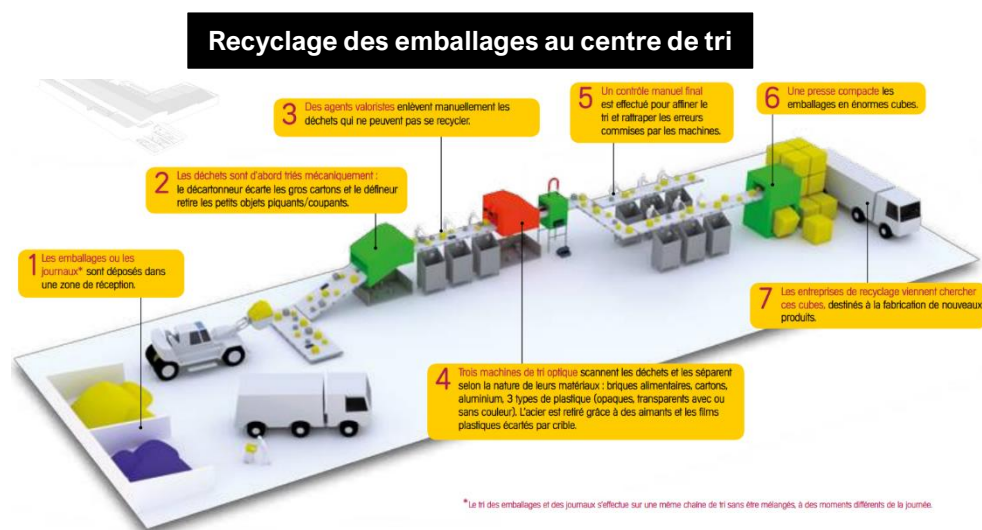 Recyclage des emballages au centre de tri
1 Les emballages ou les
journaux* sont déposés dans
une zone de réception.
2 Les déchets sont d'abord triés mécaniquement :
le décartonneur écarte les gros cartons et le défineur
retire les petits objets piquants/coupants.
3 Des agents valoristes enlèvent manuellement les
déchets qui ne peuvent pas se recycler.
4 Trois machines de tri optique scannent les déchets et les séparent
selon la nature de leurs matériaux : briques alimentaires, cartons,
aluminium, 3 types de plastique (opaques, transparents avec ou
sans couleur). L'acier est retiré grâce à des aimants et les films
plastiques écartés par crible.
5 Un contrôle manuel final
est effectué pour affiner le
tri et rattraper les erreurs
commises par les machines.
6 Une presse compacte les
emballages en énormes cubes.
7 Les entreprises de recyclage viennent chercher
ces cubes, destinés à la fabrication de nouveaux
produits.
*Le tri des emballages et des journaux s'effectue sur une même chaîne de tri sans être mélangés, à des moments différents de la journée.